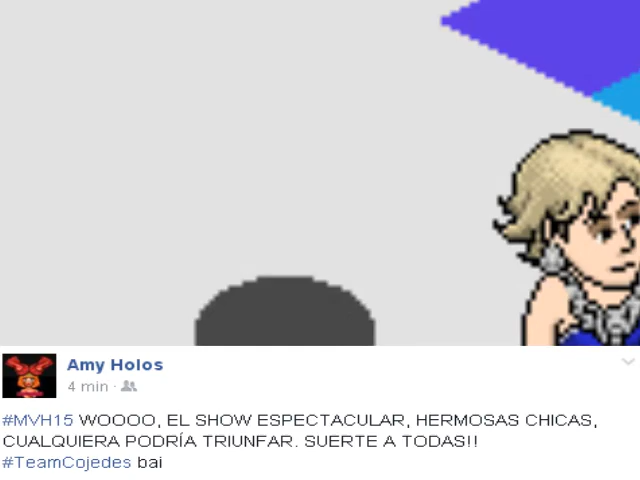 Amy Holos
4 min ·
#MVH15 WOOOO, EL SHOW ESPECTACULAR, HERMOSAS CHICAS,
CUALQUIERA PODRÍA TRIUNFAR. SUERTE A TODAS!!
#TeamCojedes bai